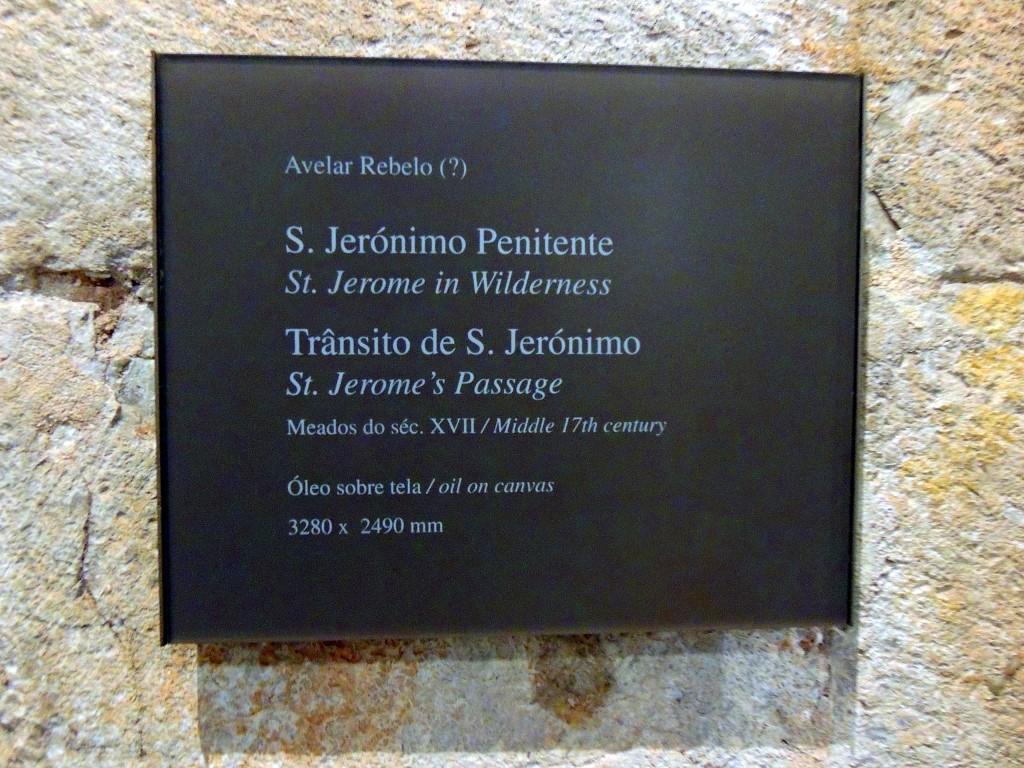 Avelar Rebelo (?)
S. Jerónimo Penitente
St. Jerome in Wilderness
Trânsito de S. Jerónimo
St. Jerome's Passage
Meados do séc. XVII / Middle 17th century
Óleo sobre tela / oil on canvas
3280 x 2490 mm